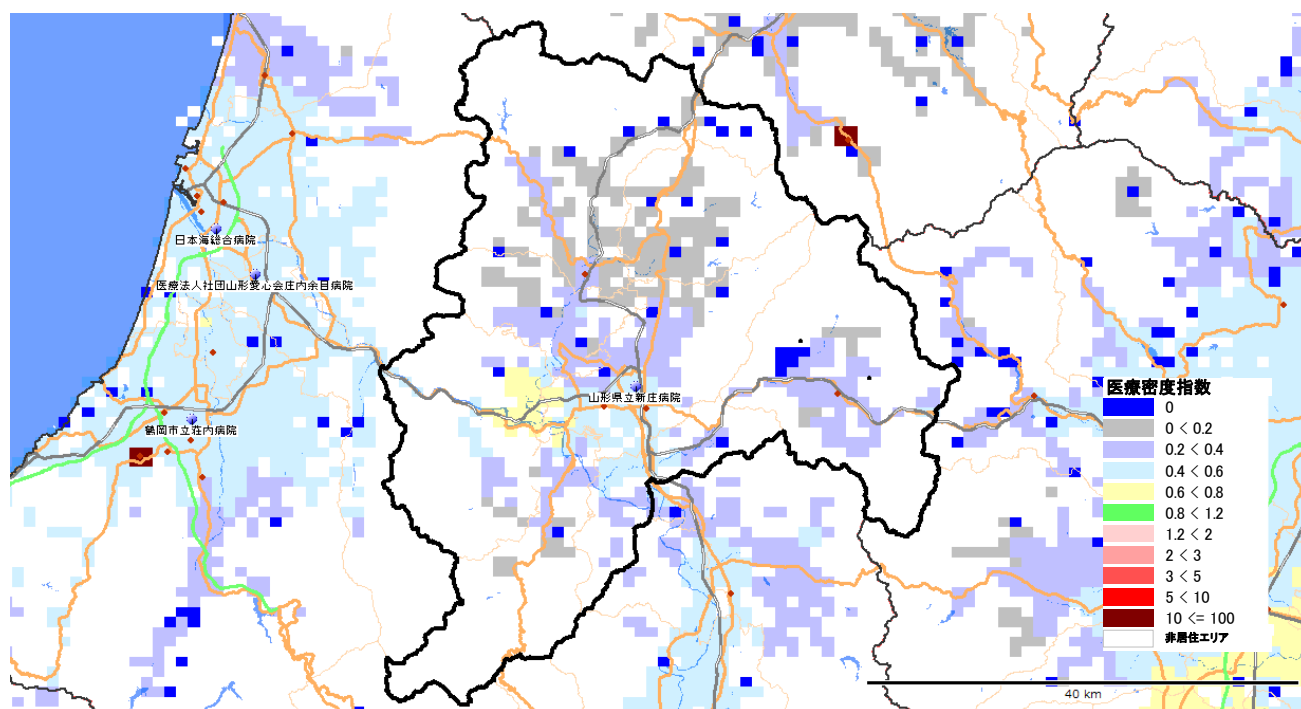 日本海総合病院
医療法人社団山形愛心会庄内余目病院
山形県立新庄病院
鶴岡市立荘内病院
医療密度指数
0
0 < 0.2
0.2 < 0.4
0.4 < 0.6
0.6 < 0.8
0.8 < 1.2
1.2 < 2
2 < 3
3 < 5
5 < 10
10 <= 100
非居住エリア
40 km